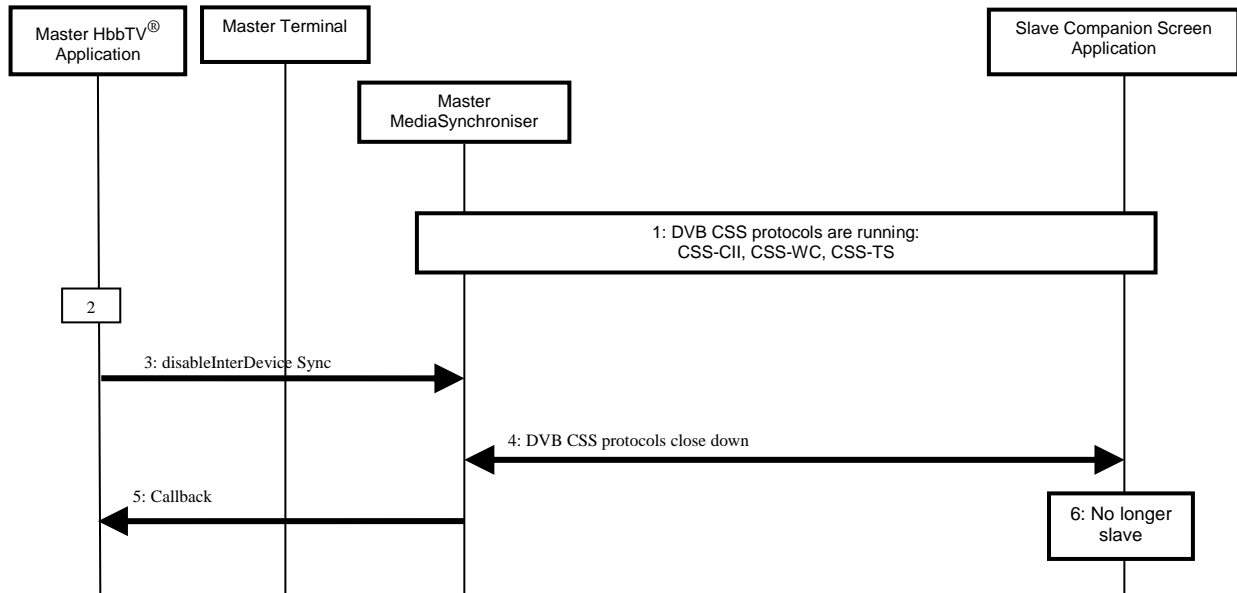 Master HbbTV®
Application
Master Terminal
Slave Companion Screen
Application
Master
MediaSynchroniser
1: DVB CSS protocols are running:
CSS-CII, CSS-WC, CSS-TS
2
3: disableInterDevice Sync
4: DVB CSS protocols close down
5: Callback
6: No longer
slave